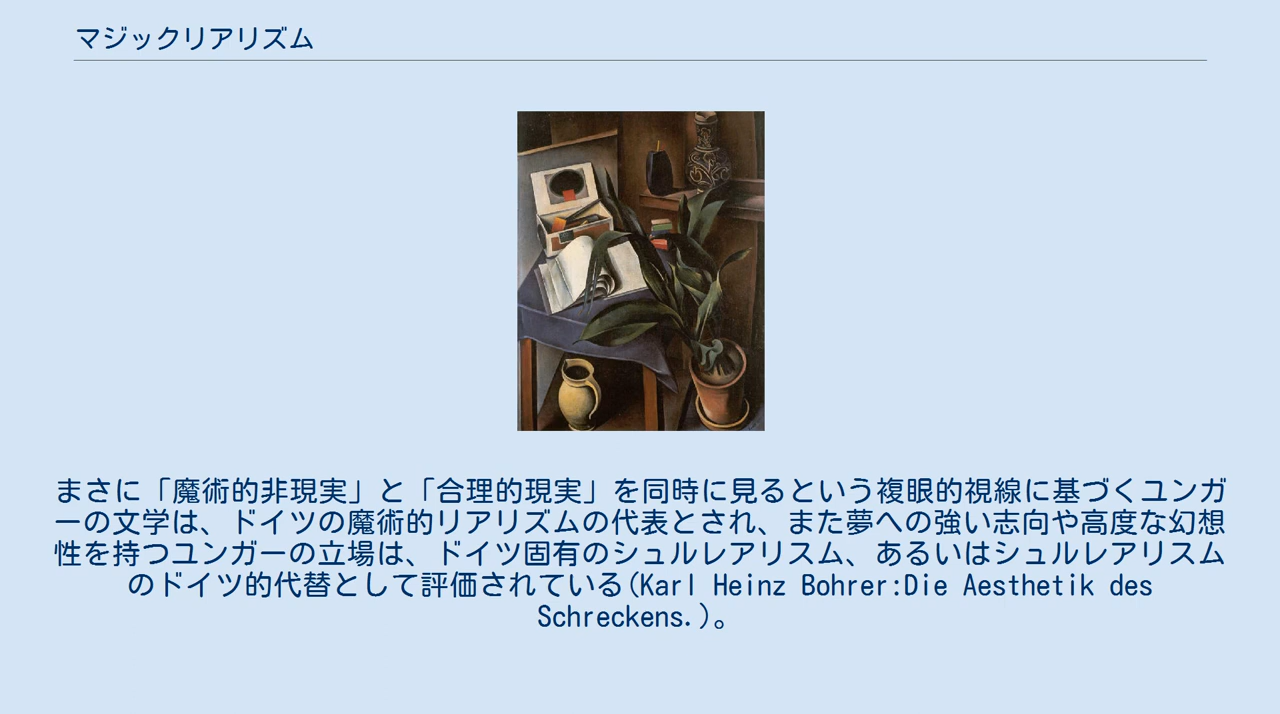 マジックリアリズム
まさに「魔術的非現実」と「合理的現実」を同時に見るという複眼的視線に基づくユンガ
ーの文学は、ドイツの魔術的リアリズムの代表とされ、また夢への強い志向や高度な幻想
性を持つユンガーの立場は、ドイツ固有のシュルレアリスム、あるいはシュルレアリスム
のドイツ的代替として評価されている(Karl Heinz Bohrer:Die Aesthetik des
Schreckens.)。